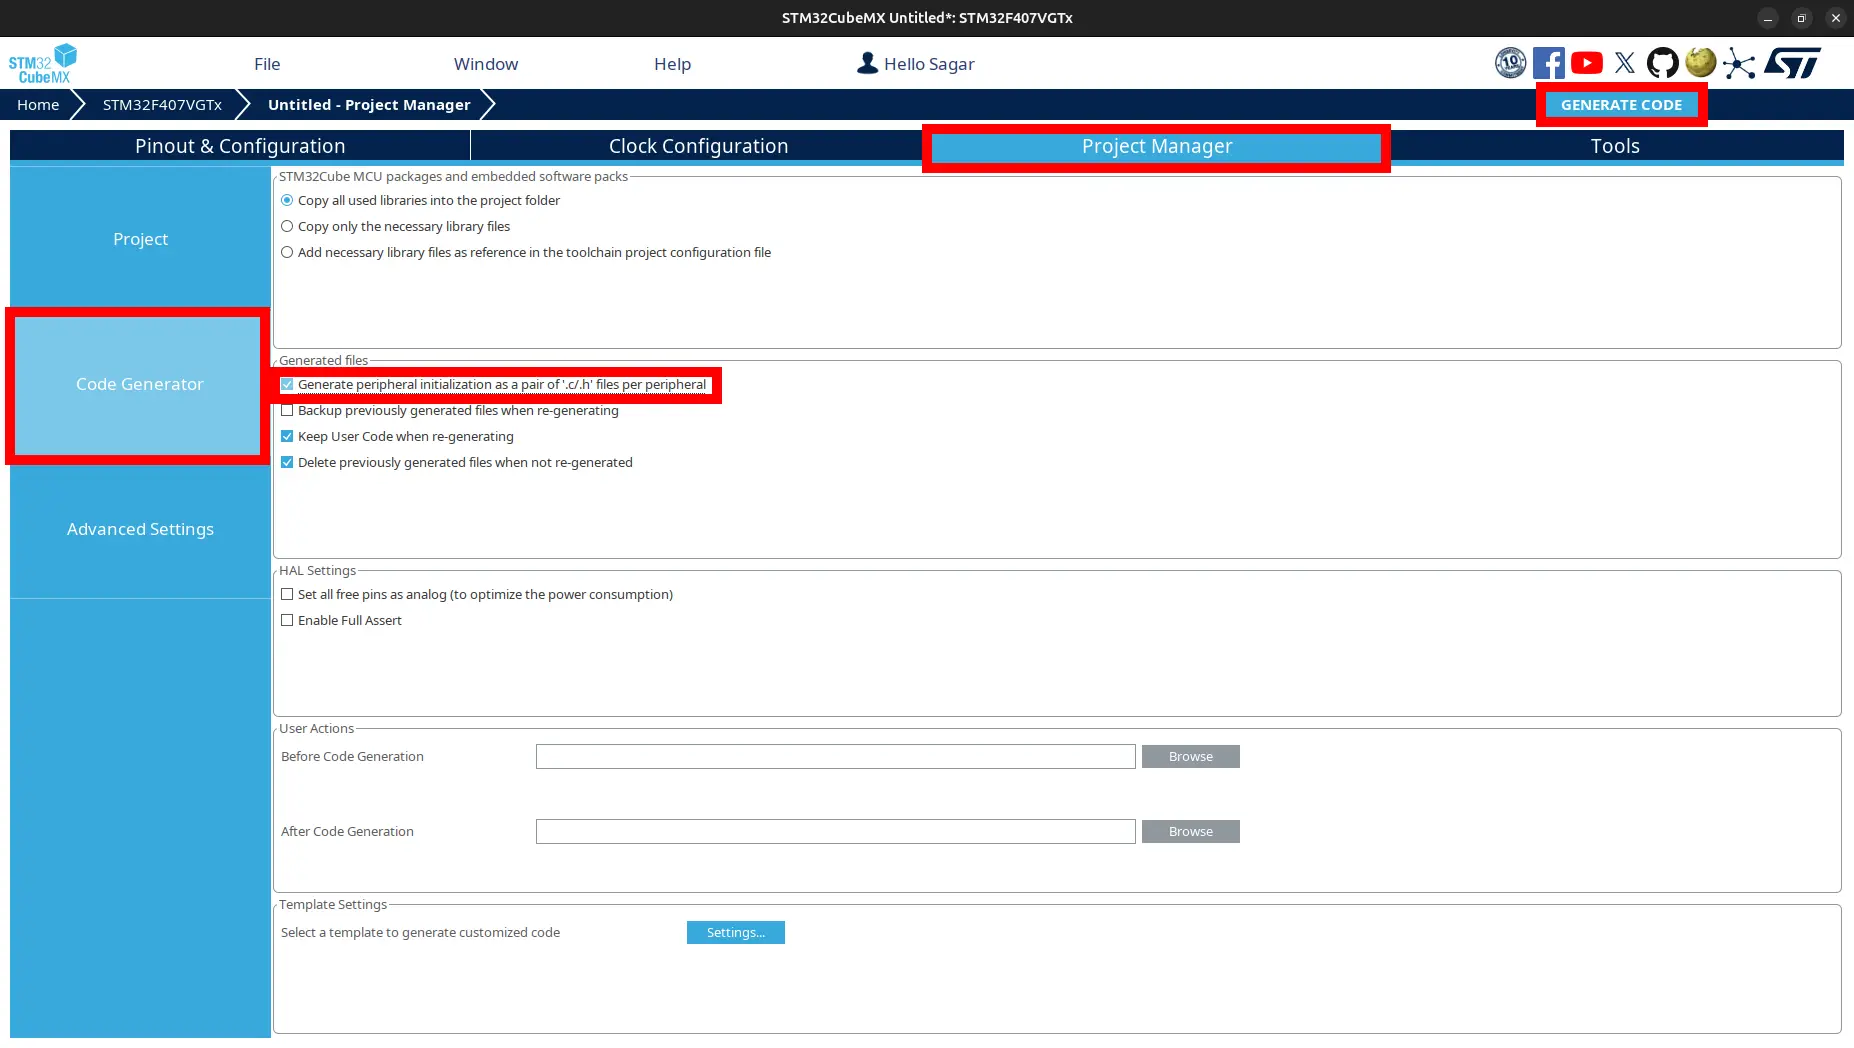 STM32CubeMX Untitled*: STM32F407VGTx
STM32
CubeMX
File
Window
Help
Hello Sagar
10
Home
STM32F407VGTx
Untitled - Project Manager
GENERATE CODE
Pinout & Configuration
Clock Configuration
Project Manager
Tools
Project
Code Generator
Advanced Settings
STM32Cube MCU packages and embedded software packs
Copy all used libraries into the project folder
Copy only the necessary library files
Add necessary library files as reference in the toolchain project configuration file
Generated files
Generate peripheral initialization as a pair of '.c/.h' files per peripheral
Backup previously generated files when re-generating
Keep User Code when re-generating
Delete previously generated files when not re-generated
HAL Settings
Set all free pins as analog (to optimize the power consumption)
Enable Full Assert
User Actions
Before Code Generation
Browse
After Code Generation
Browse
Template Settings
Select a template to generate customized code
Settings...